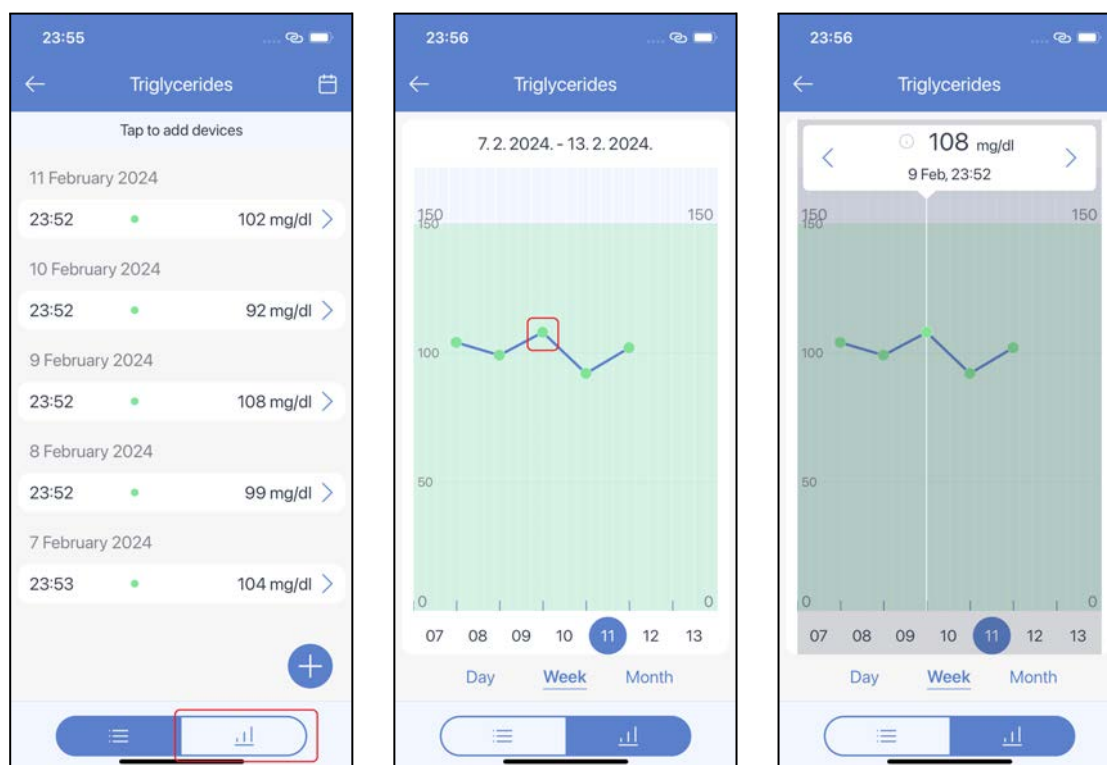 23:55
Triglycerides
Tap to add devices
11 February 2024
23:52 102 mg/dl
10 February 2024
23:52 92 mg/dl
9 February 2024
23:52 108 mg/dl
8 February 2024
23:52 99 mg/dl
7 February 2024
23:53 104 mg/dl
23:56
Triglycerides
7. 2. 2024. - 13. 2. 2024.
150 150
150
100
50
0 0
07 08 09 10 11 12 13
Day Week Month
23:56
Triglycerides
108 mg/dl
9 Feb, 23:52
150 150
150
100
50
0 0
07 08 09 10 11 12 13
Day Week Month